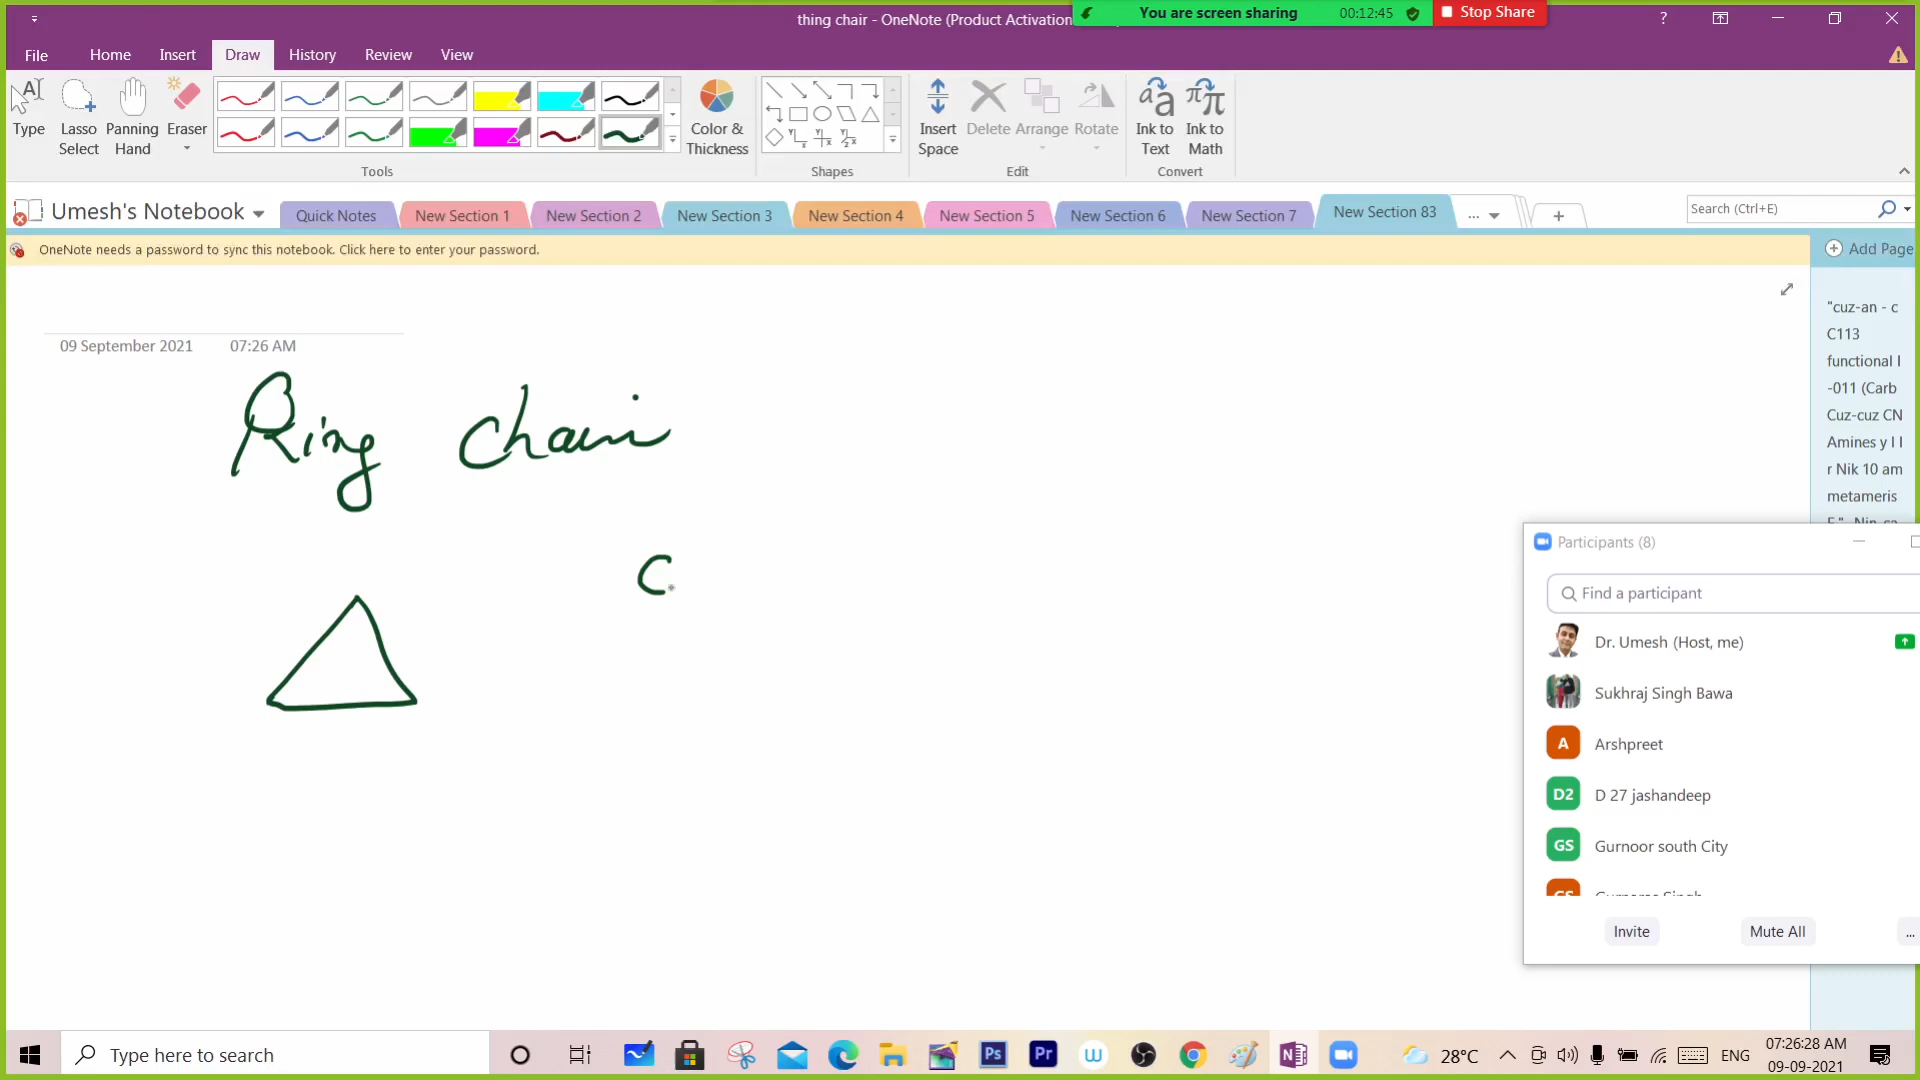 thing chair - OneNote (Product Activation
You are screen sharing 00:12:45 Stop Share
File Home Insert Draw History Review View
Type
Lasso Select
Panning Hand
Eraser
Color & Thickness
Insert Space
Delete Arrange Rotate
Ink to Text
Ink to Math
Tools Shapes Edit Convert
Umesh's Notebook Quick Notes New Section 1 New Section 2 New Section 3 New Section 4 New Section 5 New Section 6 New Section 7 New Section 83 ... Search (Ctrl+E)
OneNote needs a password to sync this notebook. Click here to enter your password.
Add Page
09 September 2021 07:26 AM
Ring Chain
C
"cuz-an - c
C113
functional I
-011 (Carb
Cuz-cuz CN
Amines y I I
r Nik 10 am
metameris
Participants (8)
Find a participant
Dr. Umesh (Host, me)
Sukhraj Singh Bawa
A Arshpreet
D2 D 27 jashandeep
GS Gurnoor south City
Invite Mute All ...
Type here to search
Ps Pr 28°C ENG
07:26:28 AM
09-09-2021